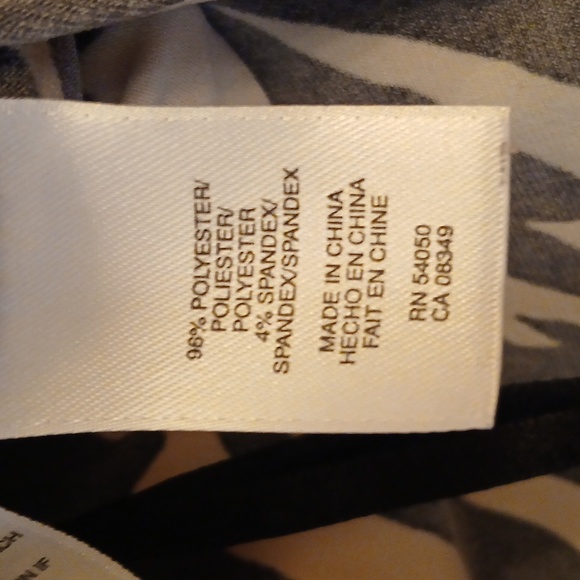 96% POLYESTER/
POLIESTER/
POLYESTER
4% SPANDEX/
SPANDEX/SPANDEX
MADE IN CHINA
HECHO EN CHINA
FAIT EN CHINE
RN 54050
CA 08349
IF